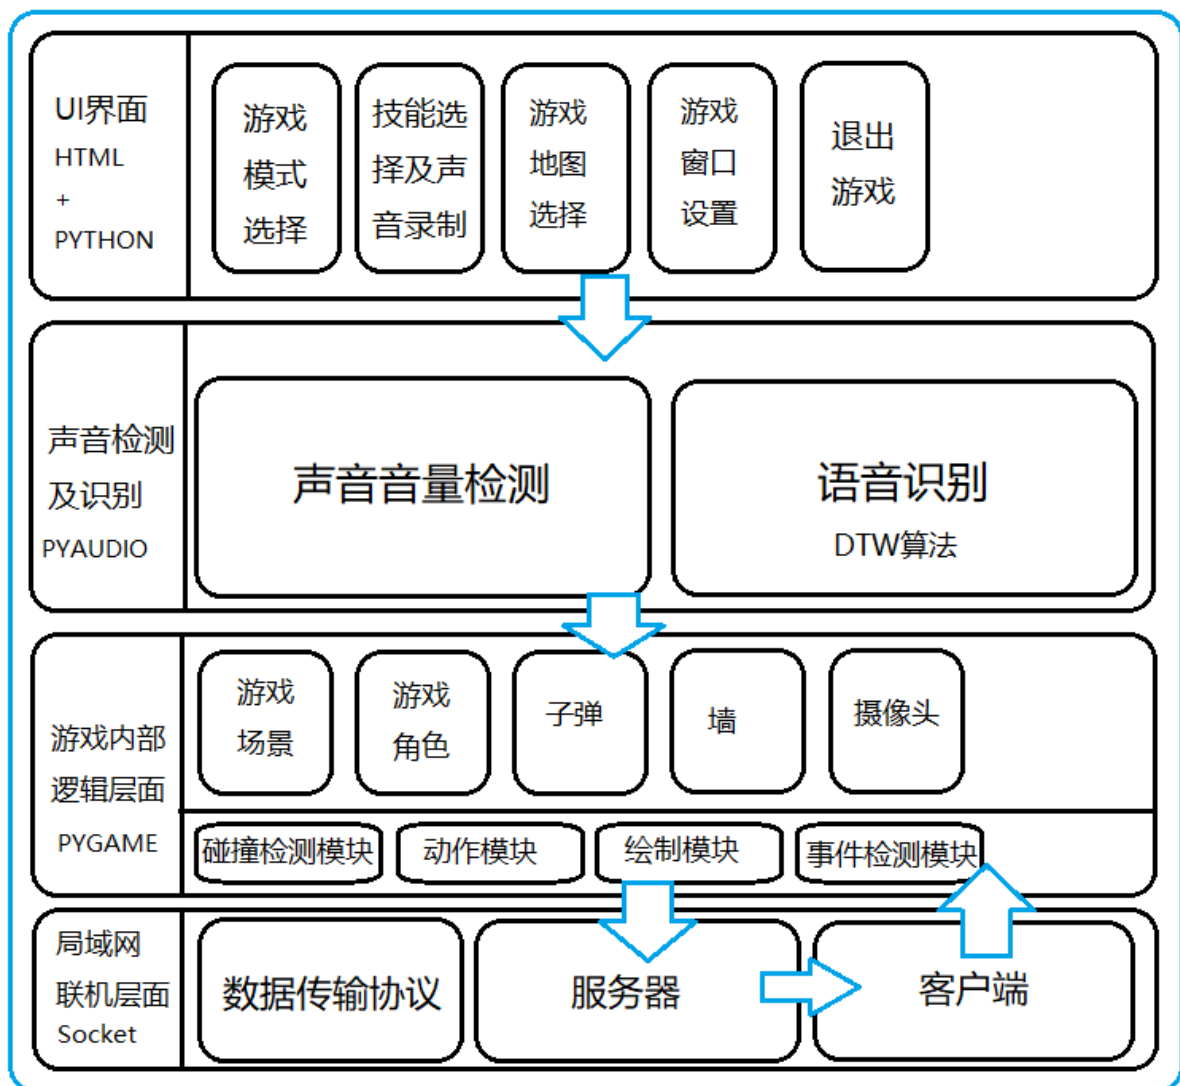 UI界面
HTML
+
PYTHON
游戏
模式
选择
技能选
择及声
音录制
游戏
地图
选择
游戏
窗口
设置
退出
游戏
声音检测
及识别
PYAUDIO
声音音量检测
语音识别
DTW算法
游戏内部
逻辑层面
PYGAME
游戏
场景
游戏
角色
子弹
墙
摄像头
碰撞检测模块
动作模块
绘制模块
事件检测模块
局域网
联机层面
Socket
数据传输协议
服务器
客户端